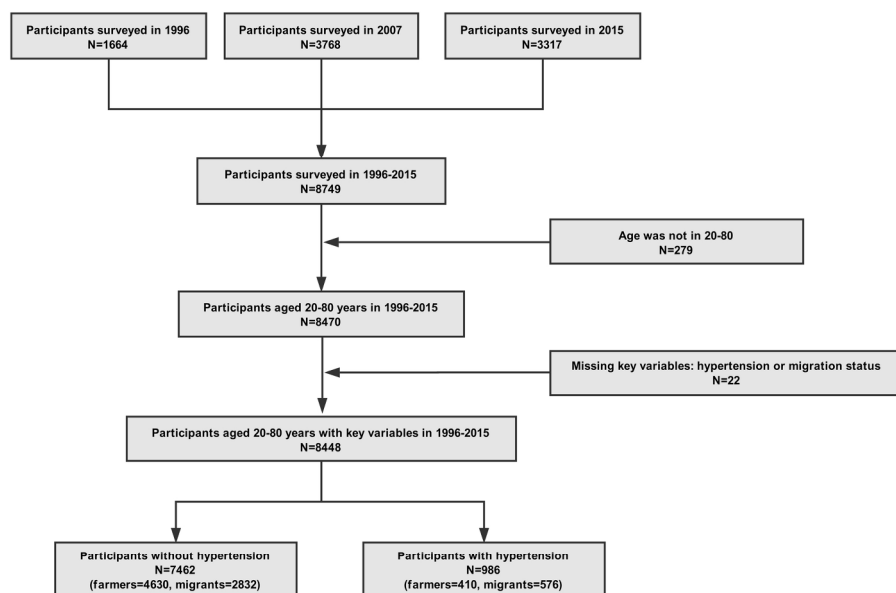 Participants surveyed in 1996
N=1664
Participants surveyed in 2007
N=3768
Participants surveyed in 2015
N=3317
Participants surveyed in 1996-2015
N=8749
Age was not in 20-80
N=279
Participants aged 20-80 years in 1996-2015
N=8470
Missing key variables: hypertension or migration status
N=22
Participants aged 20-80 years with key variables in 1996-2015
N=8448
Participants without hypertension
N=7462
(farmers=4630, migrants=2832)
Participants with hypertension
N=986
(farmers=410, migrants=576)